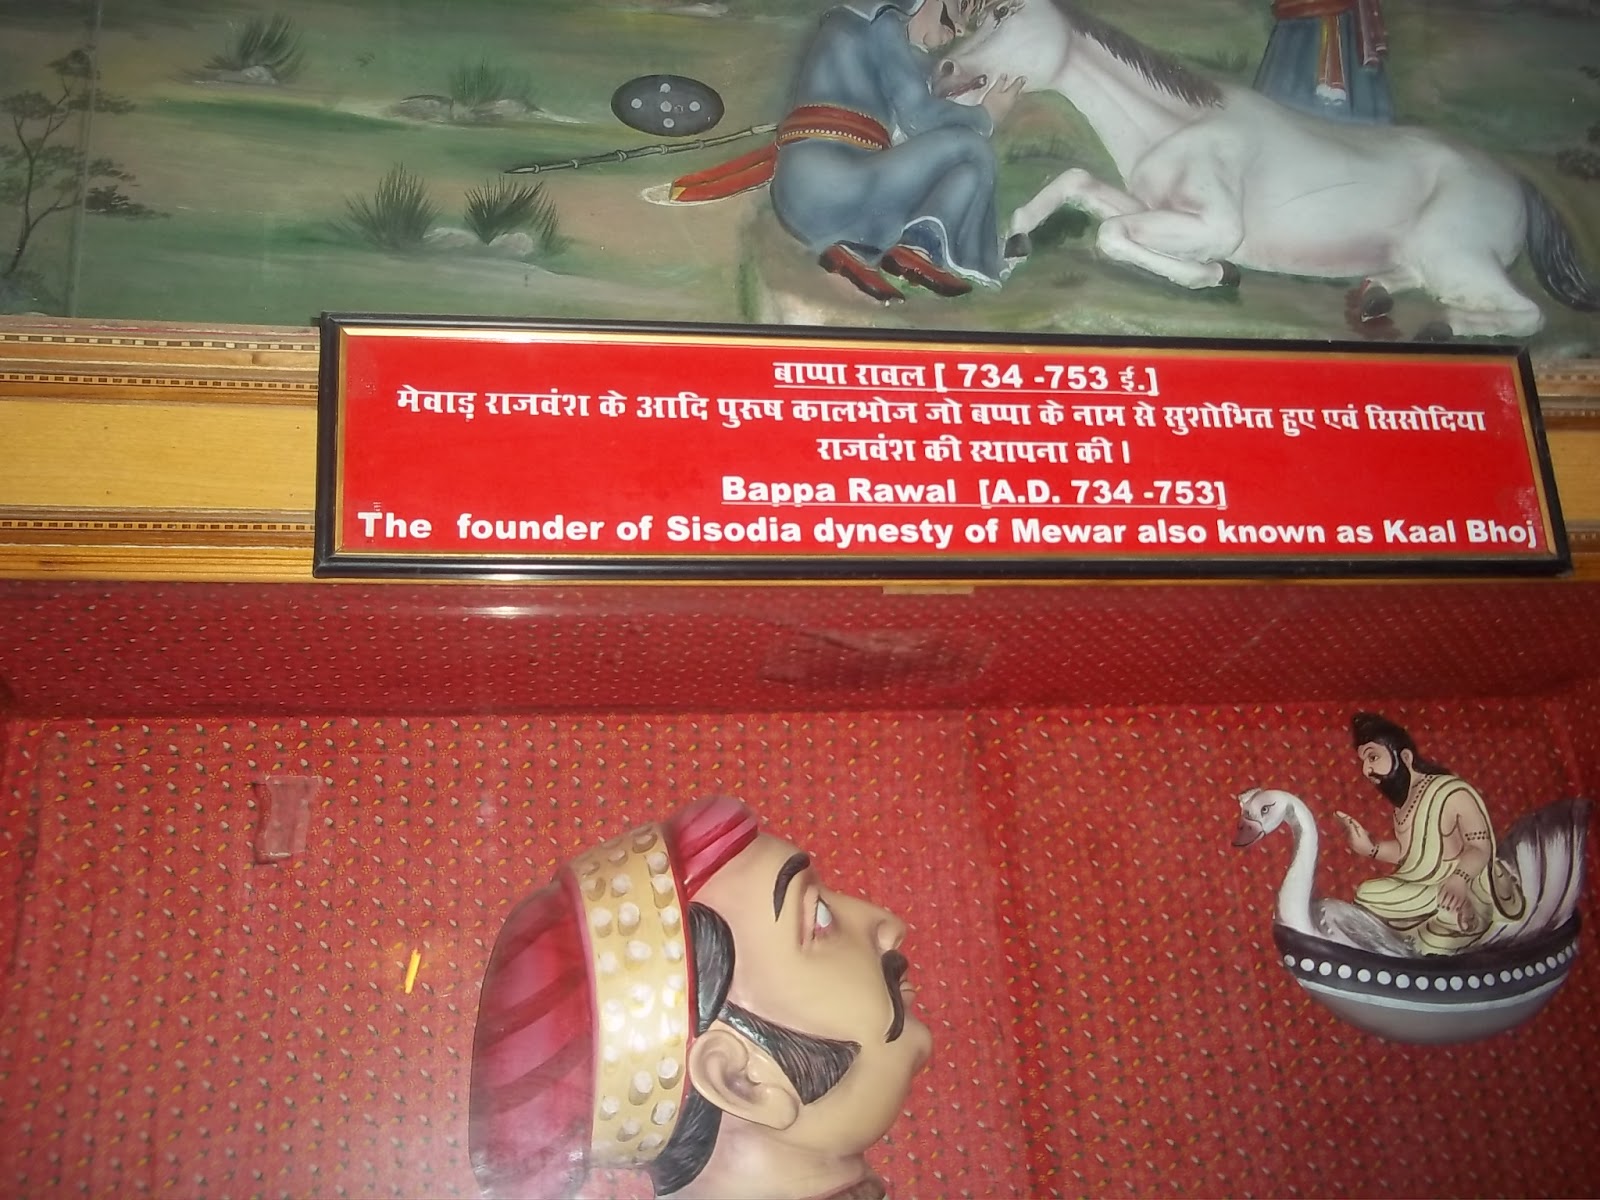 बाप्पा रावल [ 734 -753 ई.]
मेवाड़ राजवंश के आदि पुरूष कालभोज जो बप्पा के नाम से सुशोभित हुए एवं सिसोदिया
राजवंश की स्थापना की।
Bappa Rawal [A.D. 734 -753]
The founder of Sisodia dynesty of Mewar also known as Kaal Bhoj